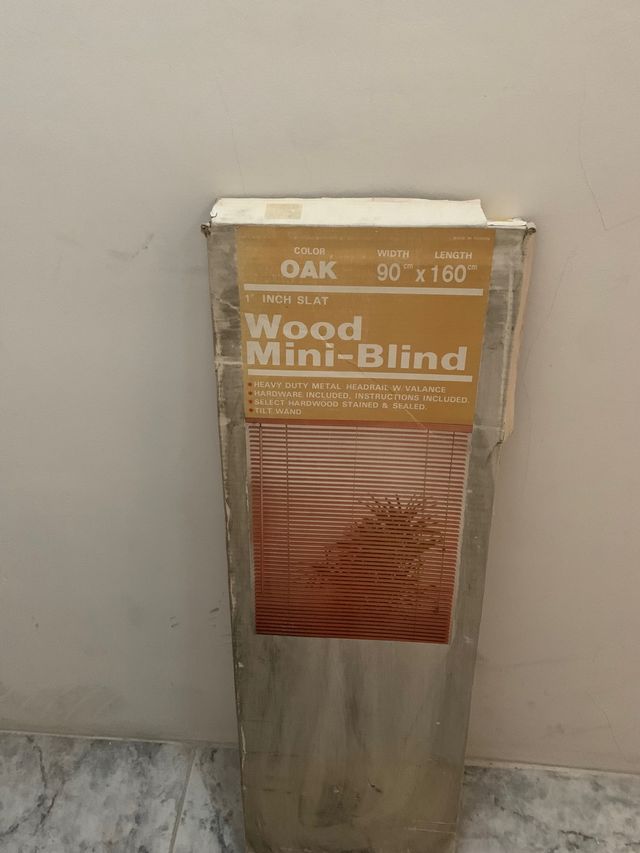 COLOR WIDTH LENGTH
OAK 90 cm x 160 cm
1" INCH SLAT
Wood
Mini-Blind
• HEAVY DUTY METAL HEADRAIL W/VALANCE
• HARDWARE INCLUDED, INSTRUCTIONS INCLUDED.
• SELECT HARDWOOD STAINED & SEALED.
• TILT WAND